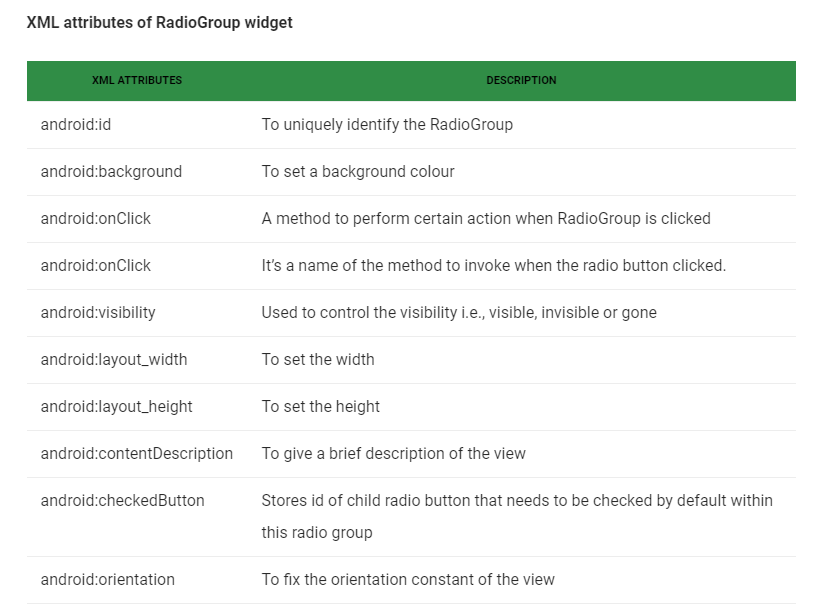 XML attributes of RadioGroup widget
XML ATTRIBUTES DESCRIPTION
android:id To uniquely identify the RadioGroup
android:background To set a background colour
android:onClick A method to perform certain action when RadioGroup is clicked
android:onClick It’s a name of the method to invoke when the radio button clicked.
android:visibility Used to control the visibility i.e., visible, invisible or gone
android:layout_width To set the width
android:layout_height To set the height
android:contentDescription To give a brief description of the view
android:checkedButton Stores id of child radio button that needs to be checked by default within
this radio group
android:orientation To fix the orientation constant of the view